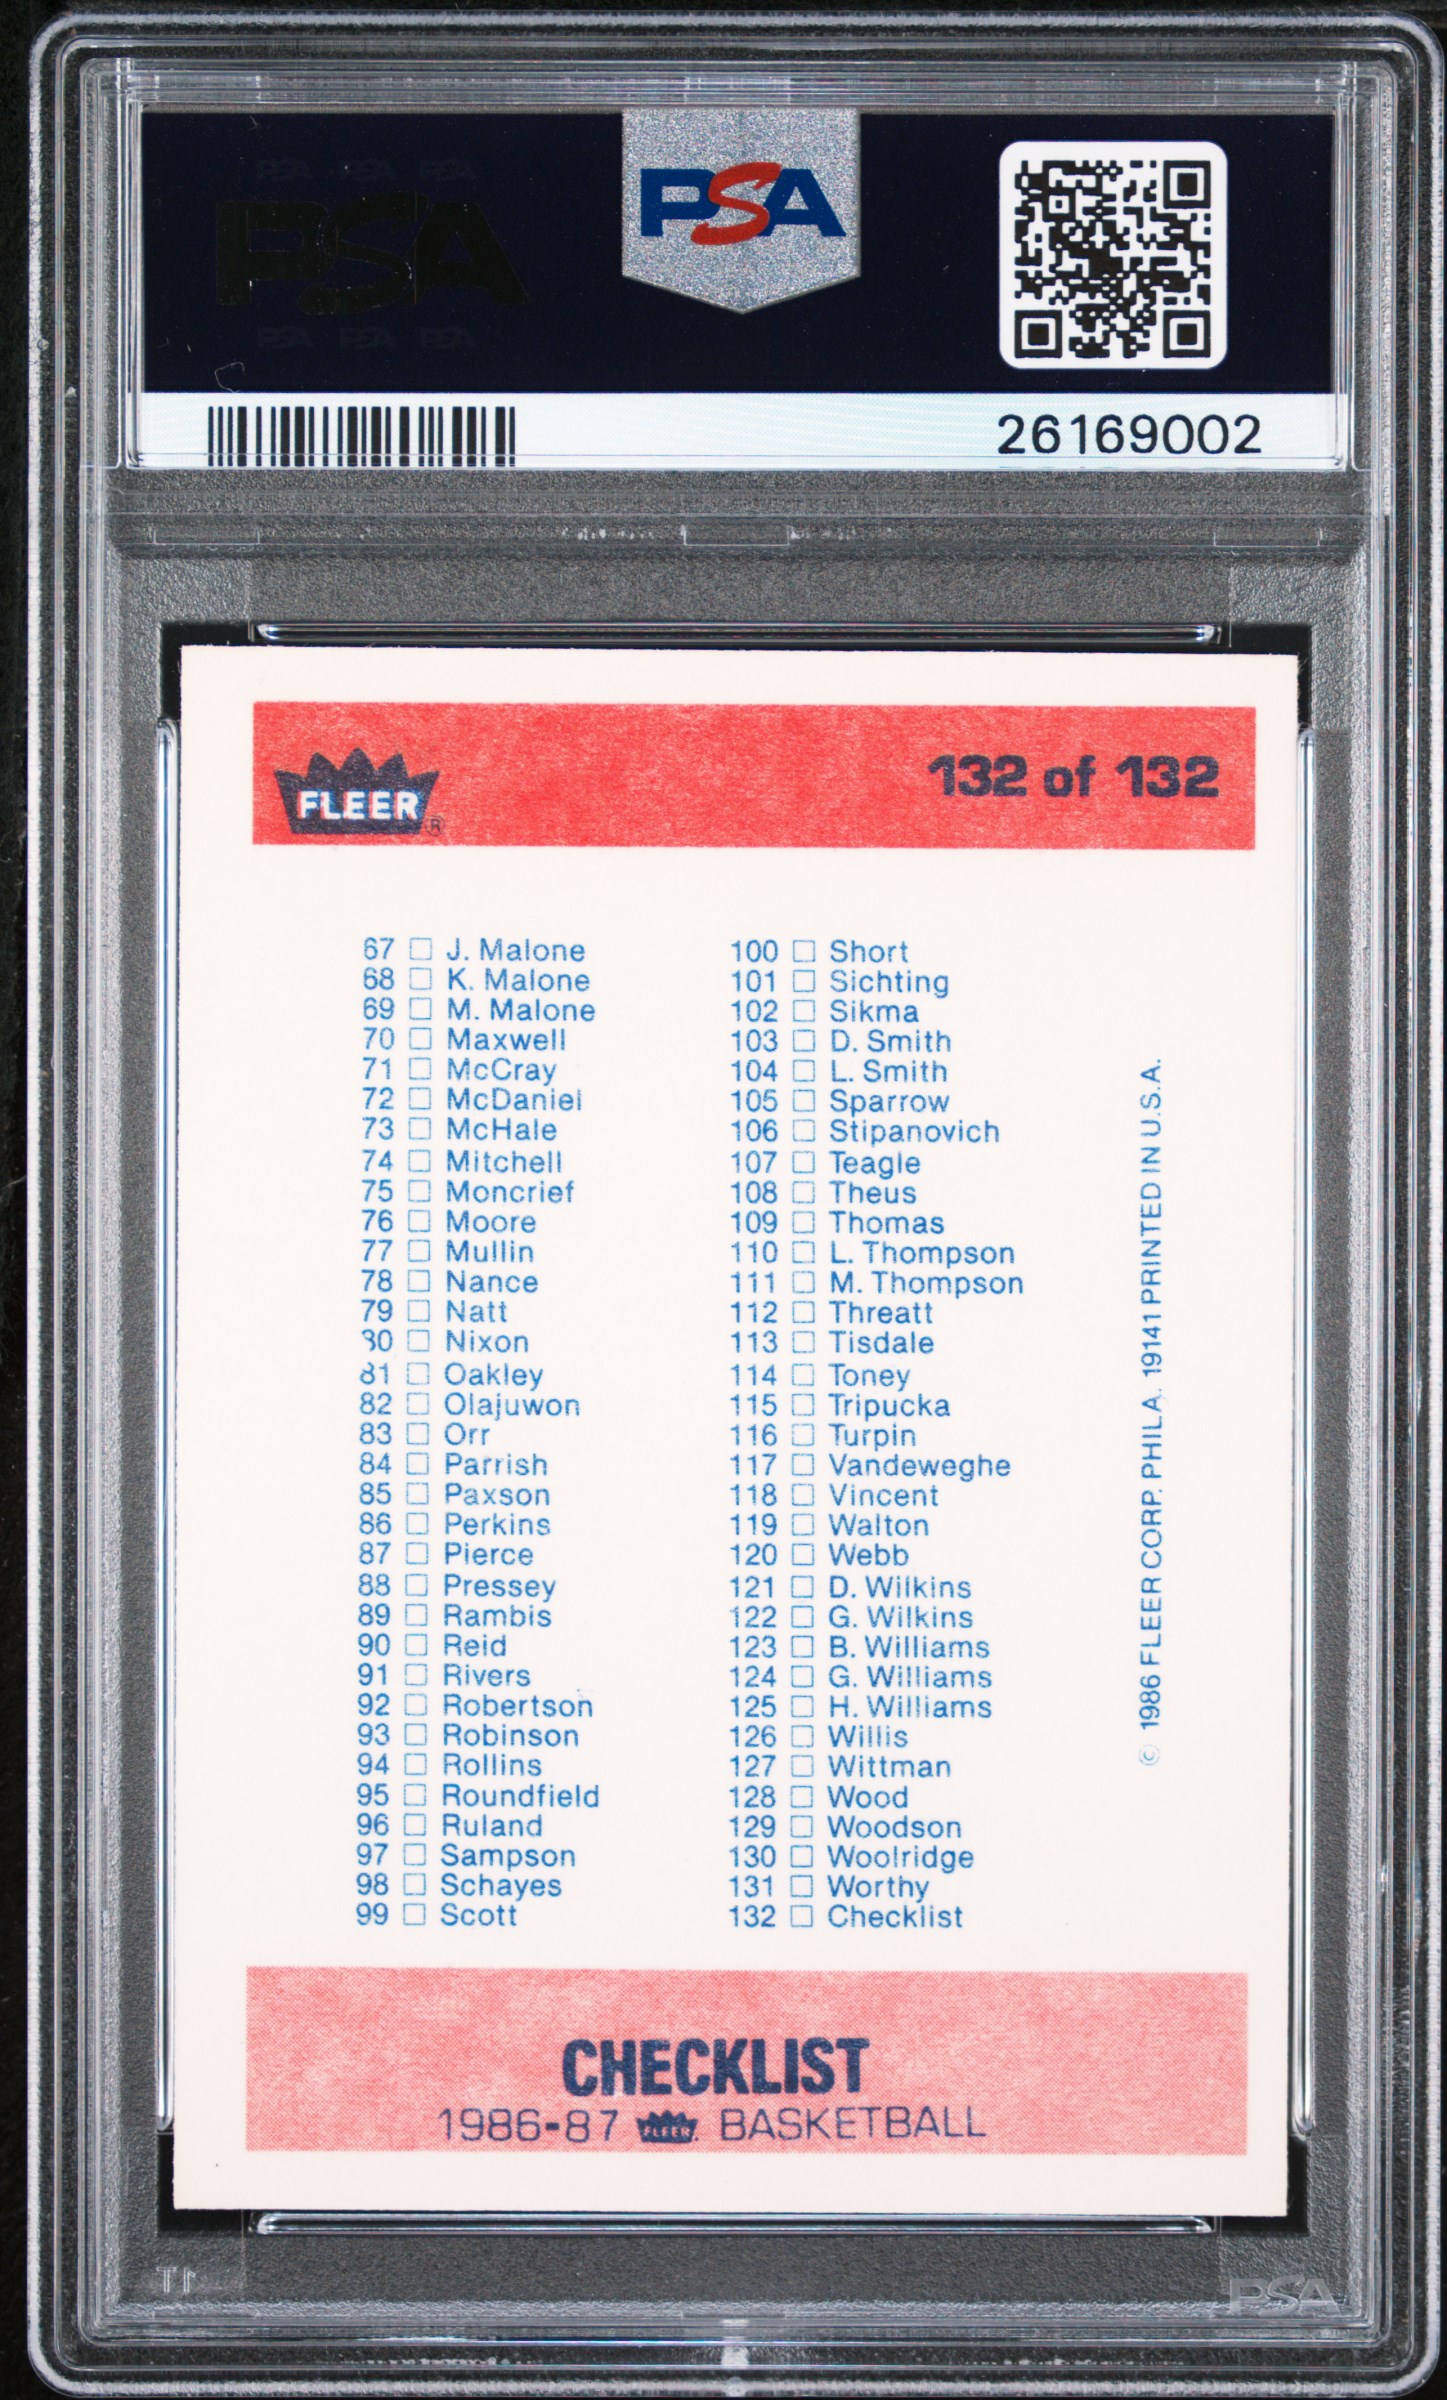 PSA PSA PSA
PSA
PSA PSA PSA
PSA
26169002
FLEER ®
132 of 132
67 □ J. Malone
68 □ K. Malone
69 □ M. Malone
70 □ Maxwell
71 □ McCray
72 □ McDaniel
73 □ McHale
74 □ Mitchell
75 □ Moncrief
76 □ Moore
77 □ Mullin
78 □ Nance
79 □ Natt
80 □ Nixon
81 □ Oakley
82 □ Olajuwon
83 □ Orr
84 □ Parrish
85 □ Paxson
86 □ Perkins
87 □ Pierce
88 □ Pressey
89 □ Rambis
90 □ Reid
91 □ Rivers
92 □ Robertson
93 □ Robinson
94 □ Rollins
95 □ Roundfield
96 □ Ruland
97 □ Sampson
98 □ Schayes
99 □ Scott
100 □ Short
101 □ Sichting
102 □ Sikma
103 □ D. Smith
104 □ L. Smith
105 □ Sparrow
106 □ Stipanovich
107 □ Teagle
108 □ Theus
109 □ Thomas
110 □ L. Thompson
111 □ M. Thompson
112 □ Threatt
113 □ Tisdale
114 □ Toney
115 □ Tripucka
116 □ Turpin
117 □ Vandeweghe
118 □ Vincent
119 □ Walton
120 □ Webb
121 □ D. Wilkins
122 □ G. Wilkins
123 □ B. Williams
124 □ G. Williams
125 □ H. Williams
126 □ Willis
127 □ Wittman
128 □ Wood
129 □ Woodson
130 □ Woolridge
131 □ Worthy
132 □ Checklist
© 1986 FLEER CORP. PHILA. 19141 PRINTED IN U.S.A.
CHECKLIST
1986-87 FLEER. BASKETBALL
PSA